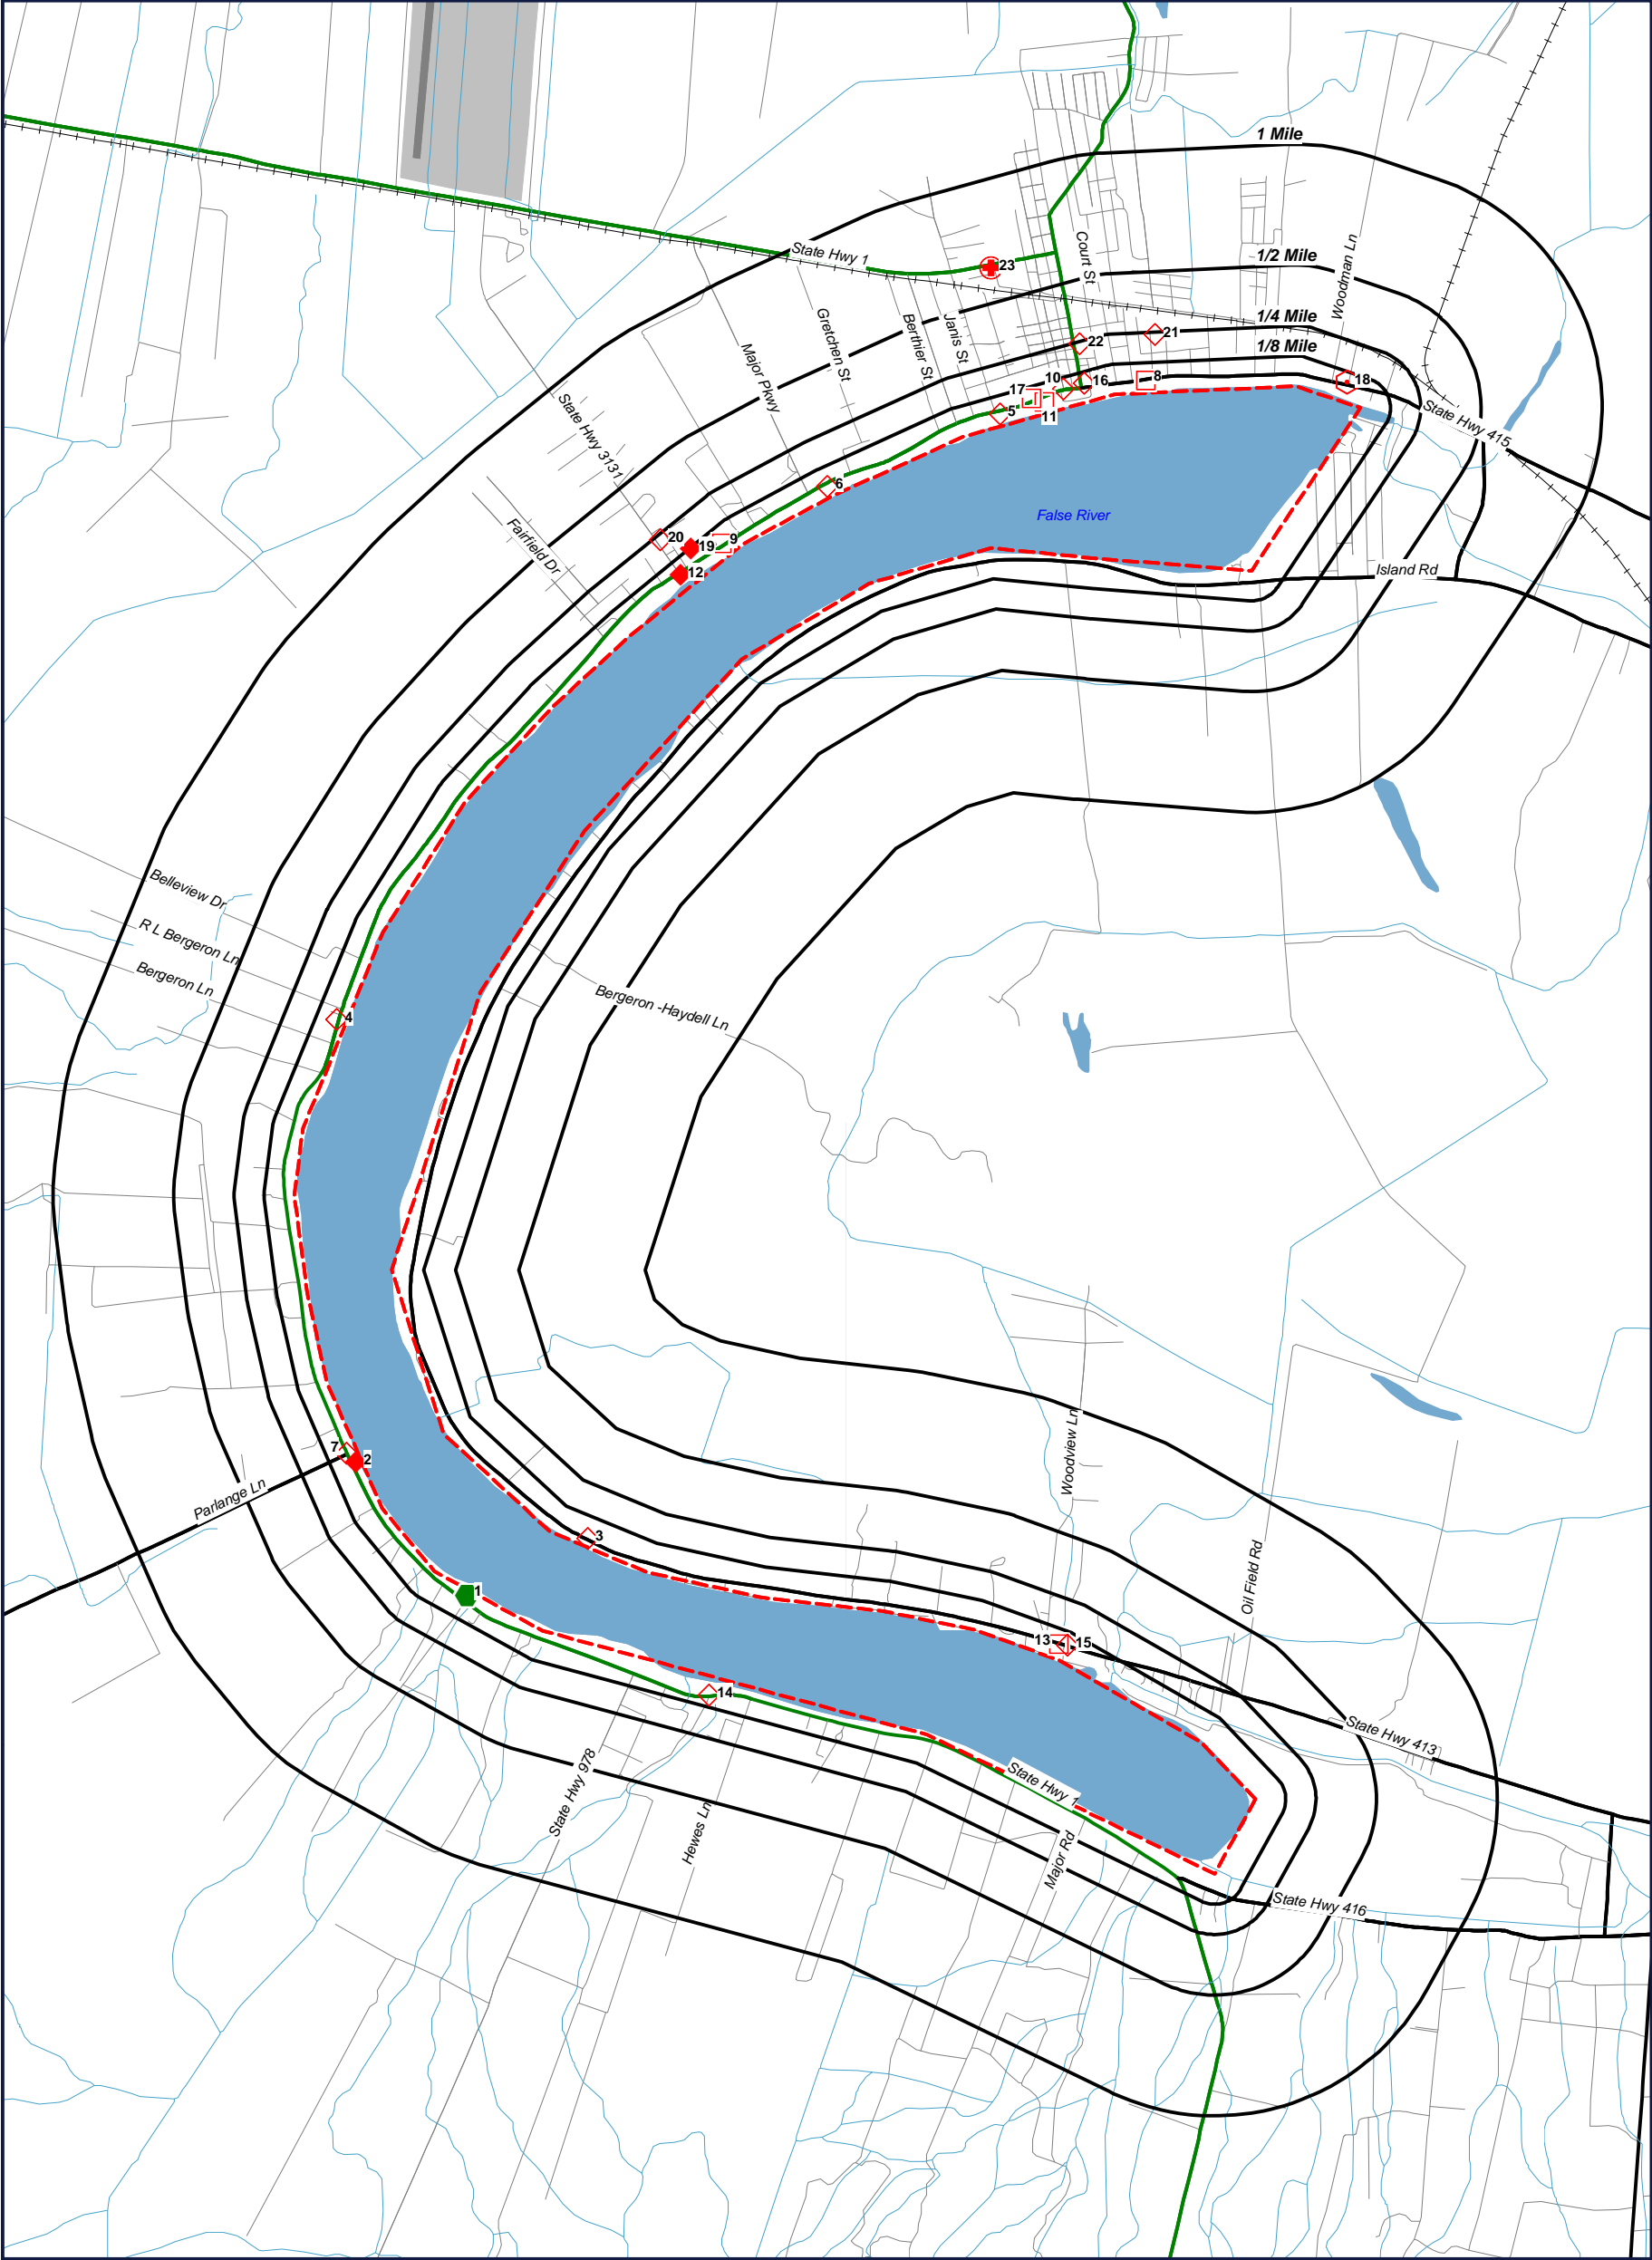 1 Mile
State Hwy 1
23
Court St
1/2 Mile
Woodman Ln
1/4 Mile
1/8 Mile
22
21
Gretchen St
Berthier St
Janis St
Major Pkwy
10
16
8
18
17
5
11
State Hwy 415
State Hwy 3131
6
False River
Fairfield Dr
20
19
9
12
Island Rd
Belleview Dr
R L Bergeron Ln
Bergeron Ln
4
Bergeron -Haydell Ln
7
2
Parlange Ln
Woodview Ln
3
1
Oil Field Rd
13
15
14
State Hwy 413
State Hwy 978
State Hwy 1
Hewes Ln
Major Rd
State Hwy 416